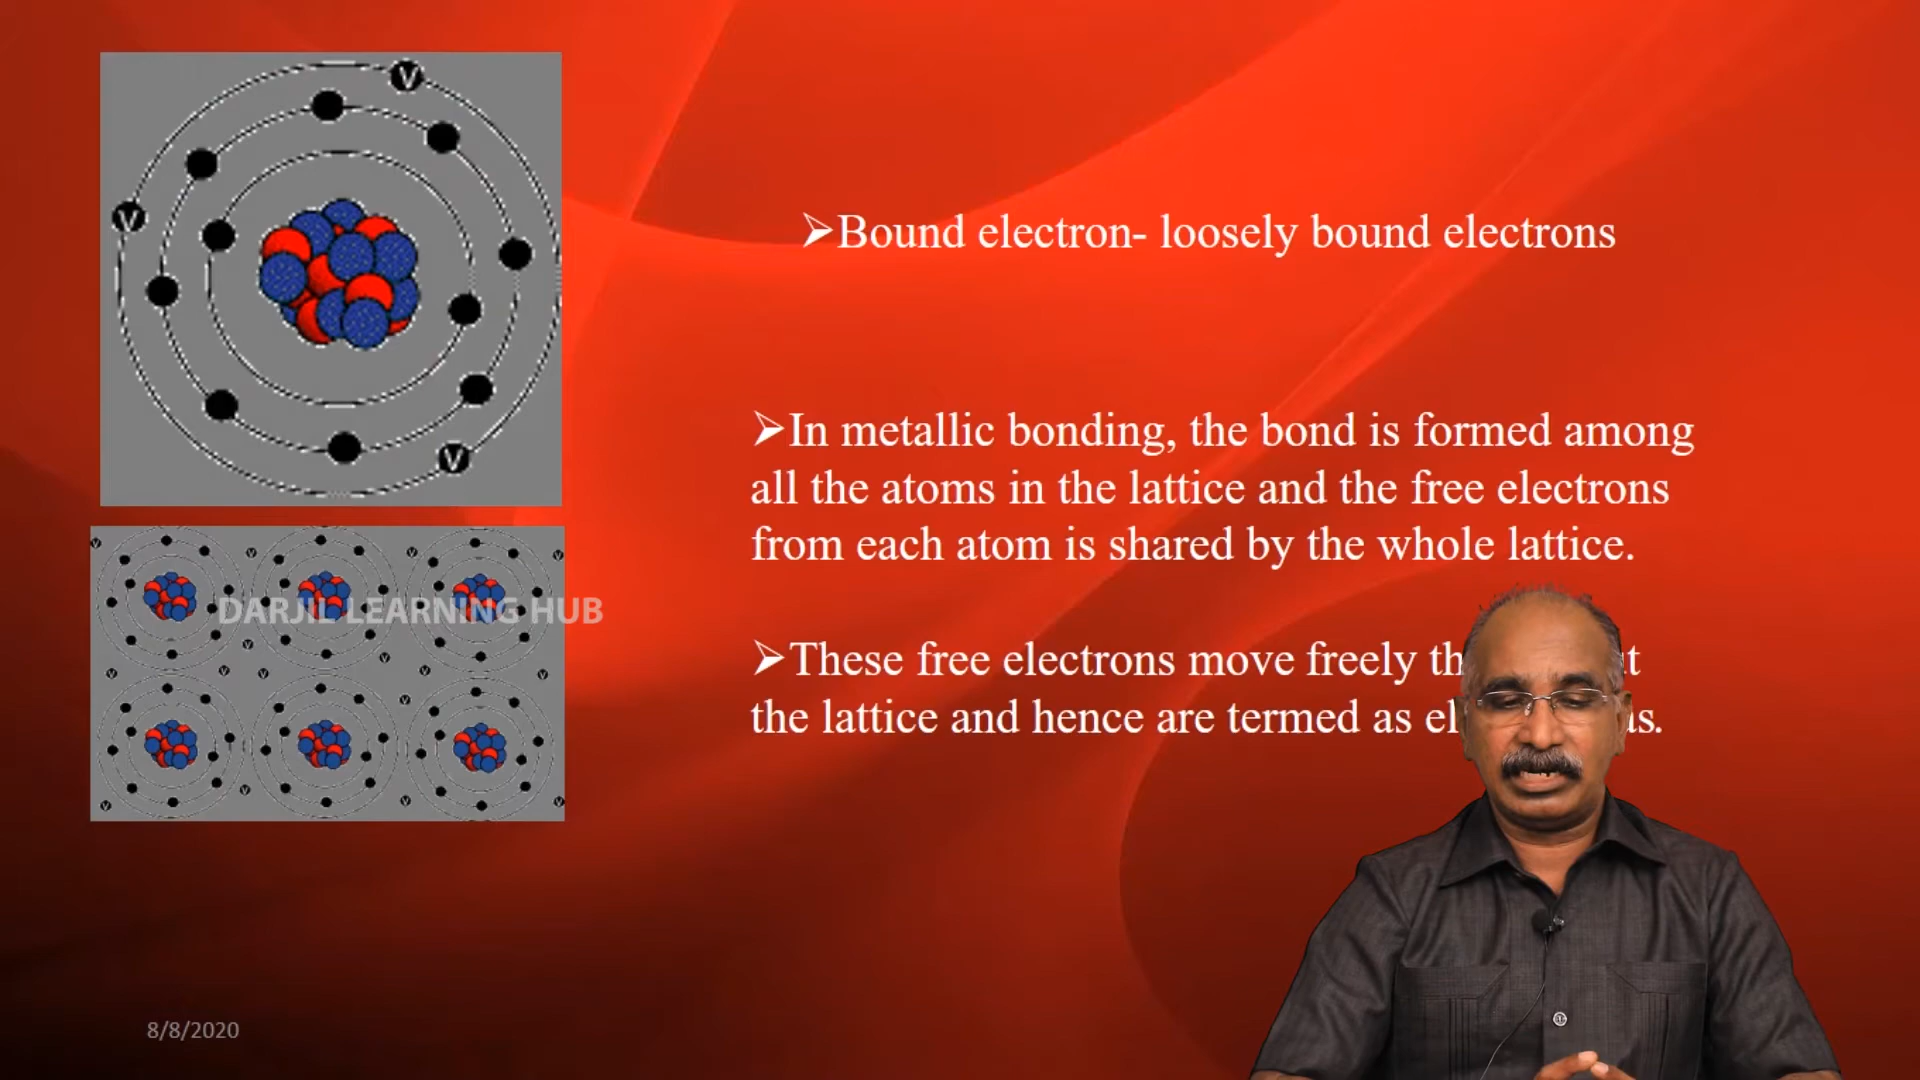 V
V
V
➢Bound electron- loosely bound electrons
➢In metallic bonding, the bond is formed among
all the atoms in the lattice and the free electrons
from each atom is shared by the whole lattice.
➢These free electrons move freely
the lattice and hence are termed as
DARJIL LEARNING HUB
8/8/2020